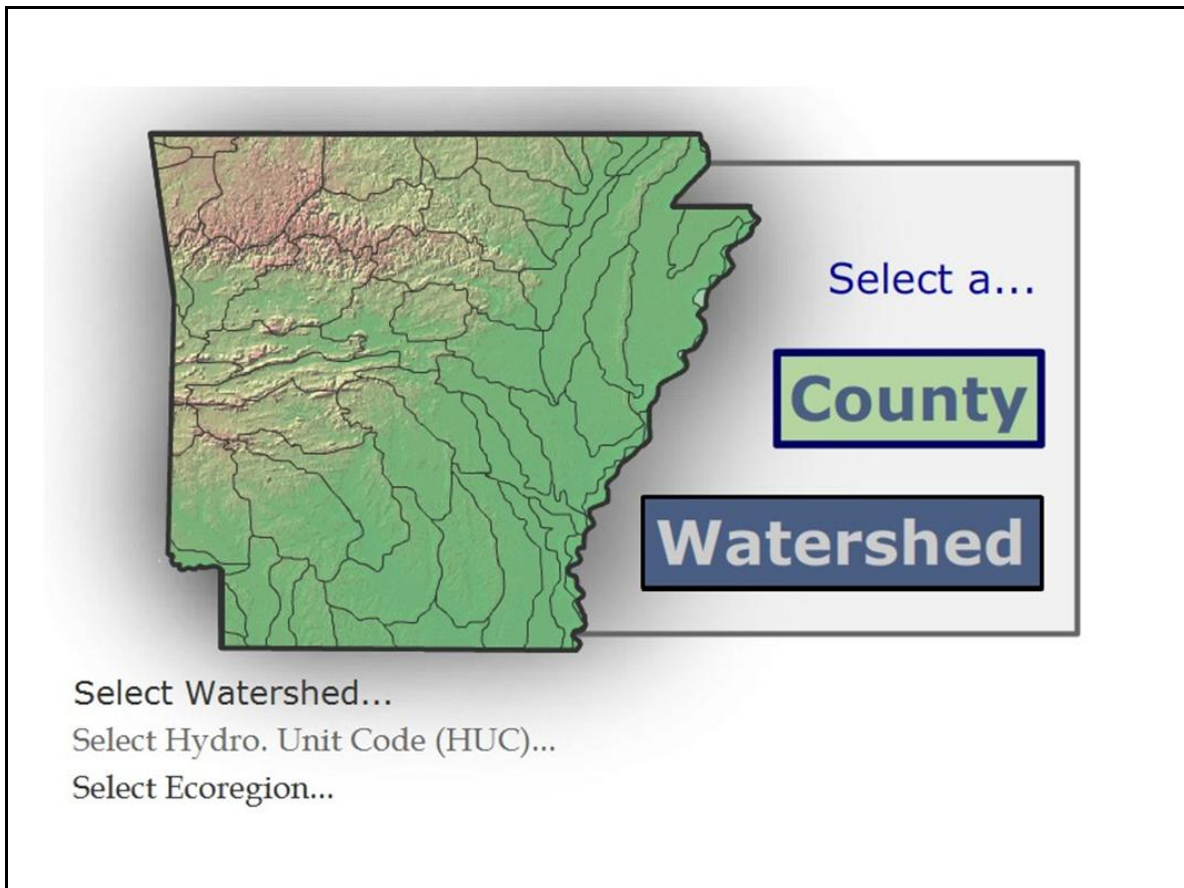 Select a...
County
Watershed
Select Watershed...
Select Hydro. Unit Code (HUC)...
Select Ecoregion...